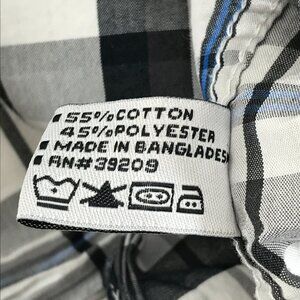 ▪ 55%COTTON
45%POLYESTER
▪ MADE IN BANGLADESH
▪ RN#39209